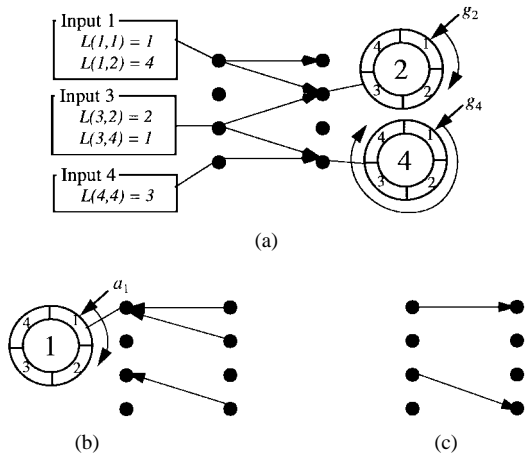 Input 1
L(1,1) = 1
L(1,2) = 4
Input 3
L(3,2) = 2
L(3,4) = 1
Input 4
L(4,4) = 3
g2
4 1
2
3 2
g4
4 1
4
3 2
(a)
a1
4 1
1
3 2
(b)
(c)